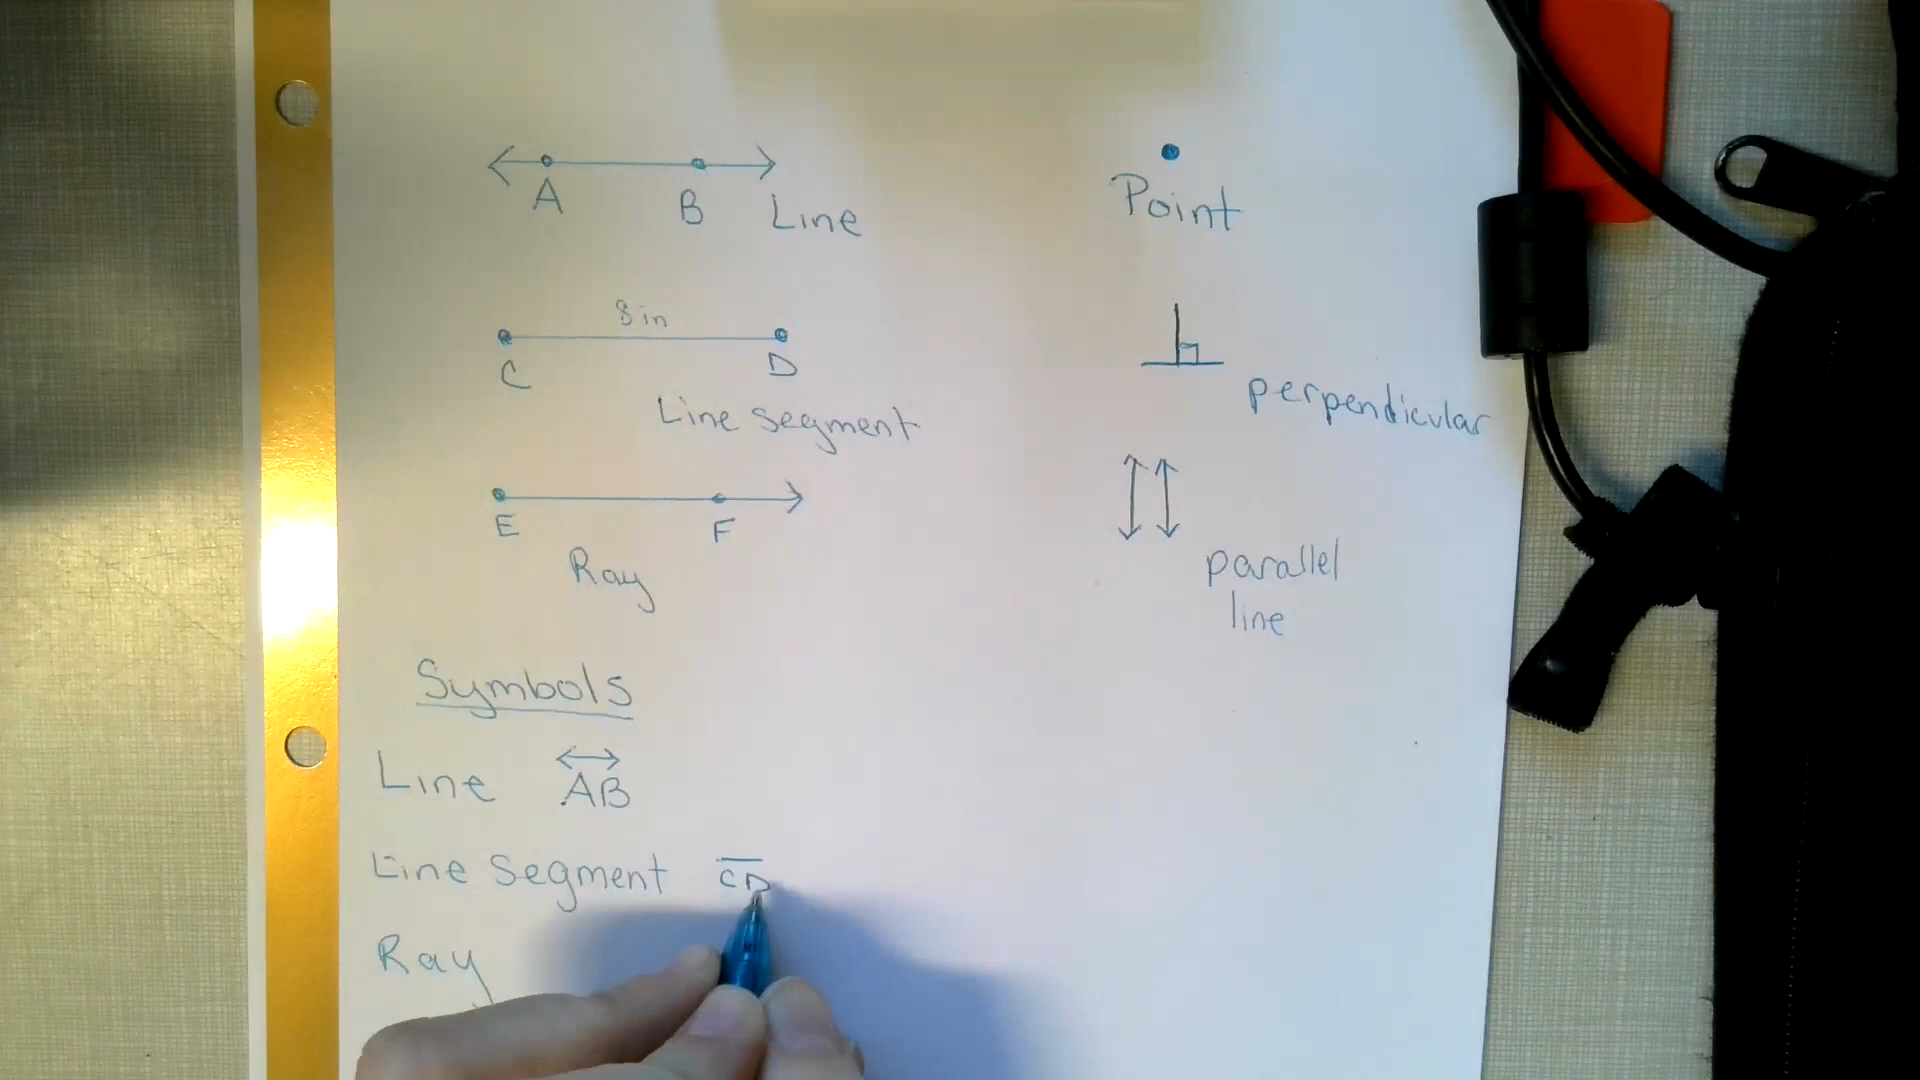 A B Line
Point
8 in
C D
Line Segment
perpendicular
E F
Ray
parallel
line
Symbols
Line AB
Line Segment CD
Ray